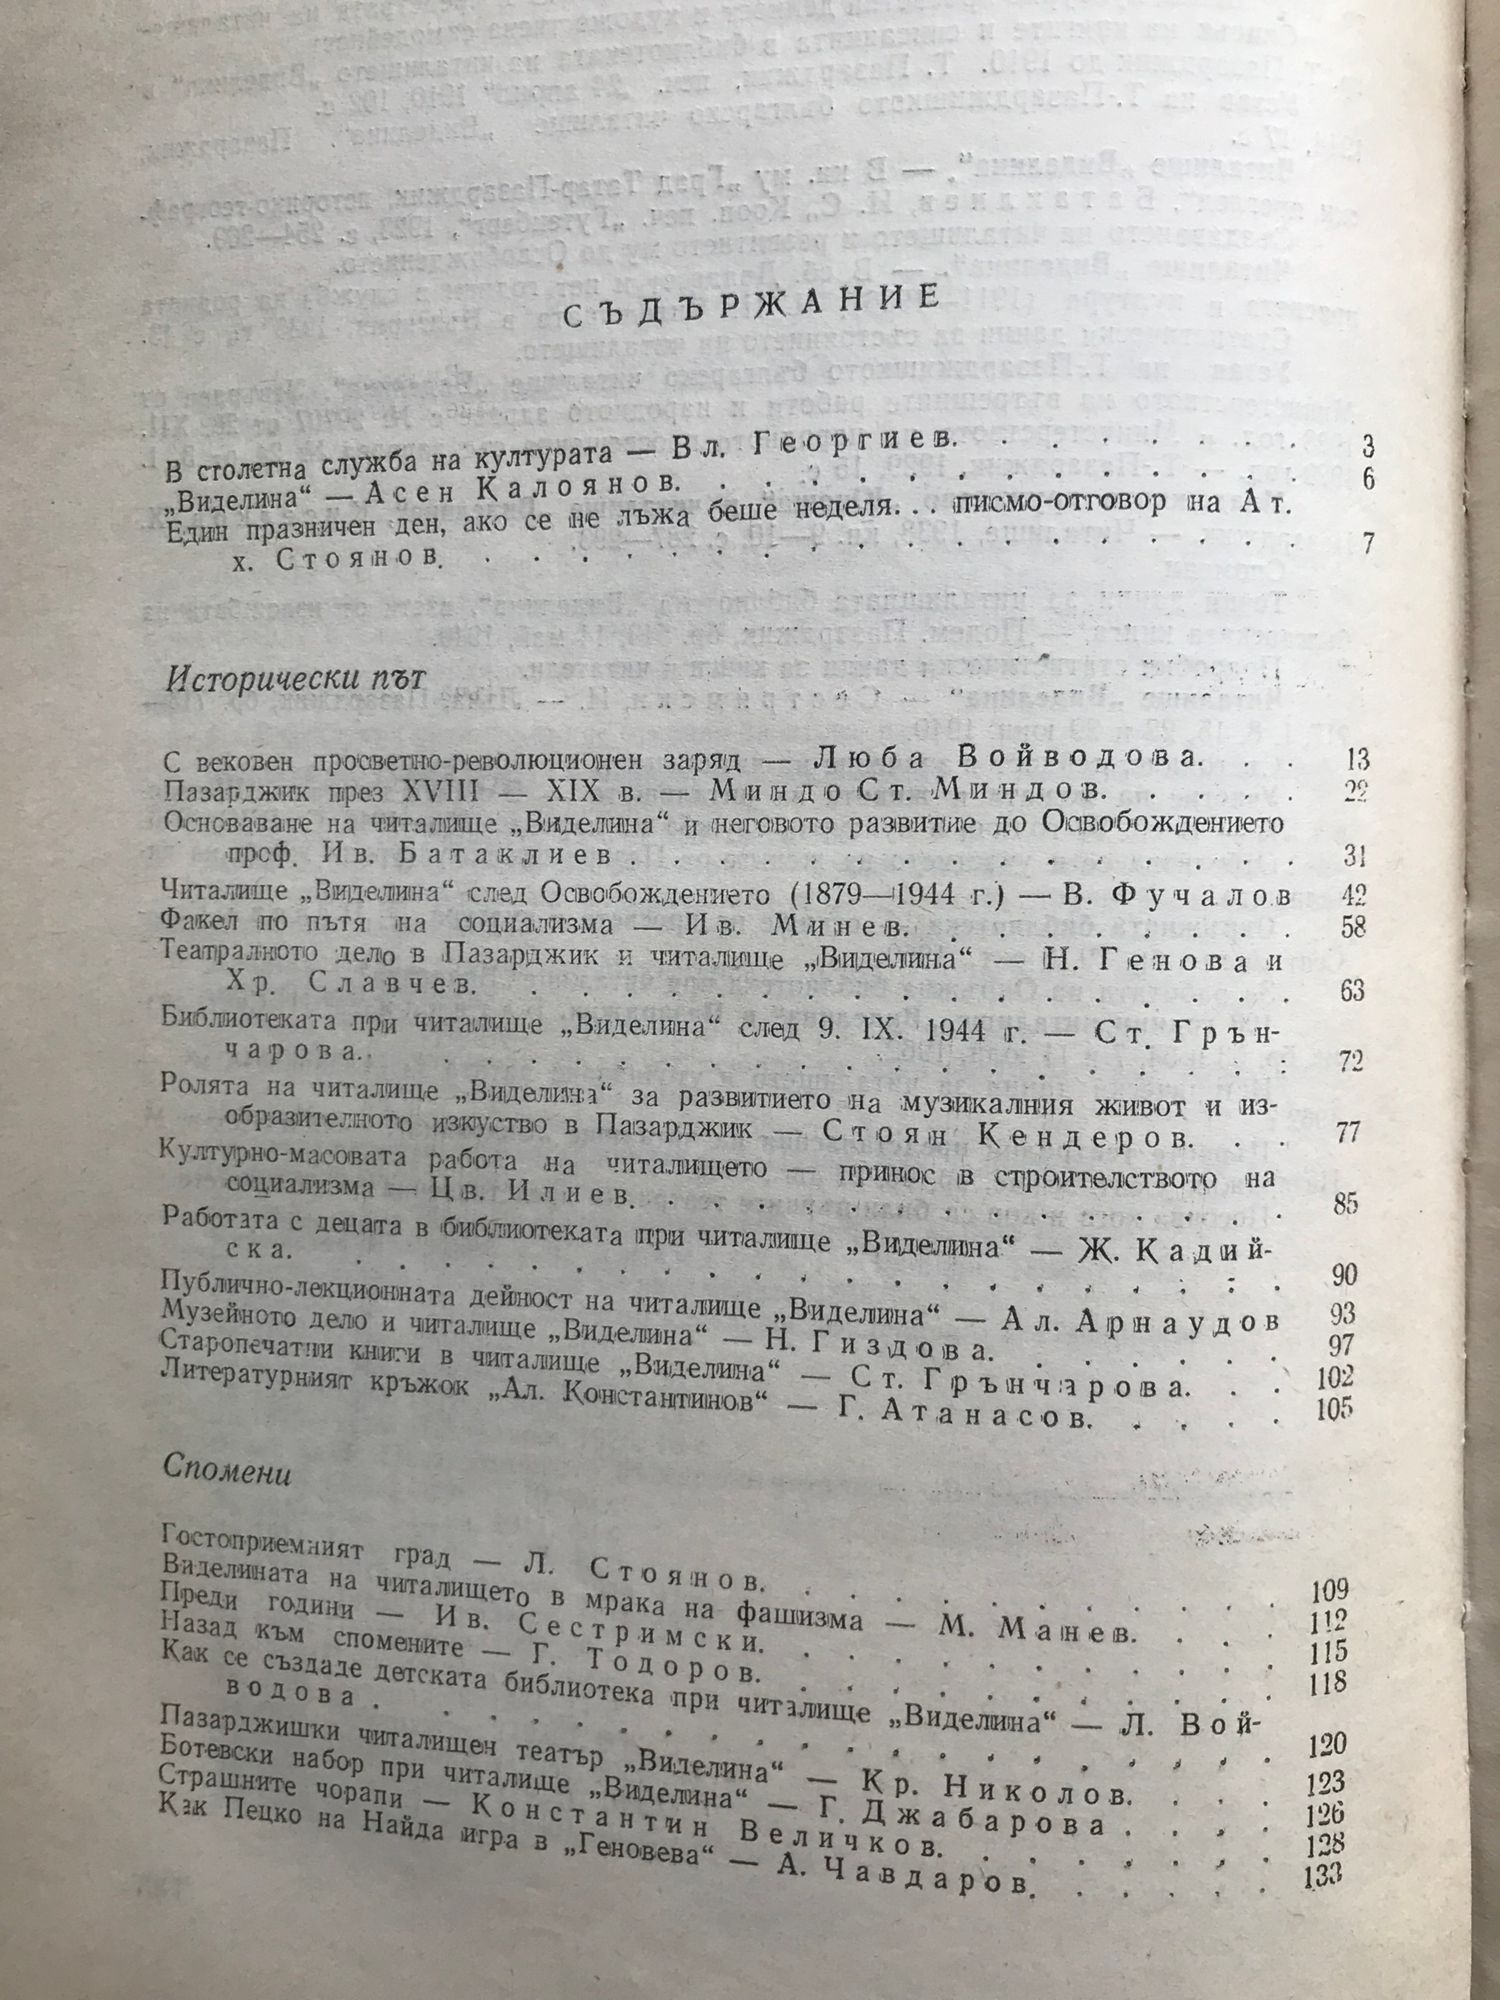 СЪДЪРЖАНИЕ
В столетна служба на културата — Вл. Георгиев. . . . . . . . 3
„Виделина“ — Асен Калоянов. . . . . . . . . . . . . . . 6
Един празничен ден, ако се не лъжа беше неделя... писмо-отговор на Ат.
х. Стоянов. . . . . . . . . . . . . . . . . . . . . 7
Исторически път
С вековен просветно-революционен заряд — Люба Войводова. . . 13
Пазарджик през XVIII — XIX в. — Миндо Ст. Миндов. . . . . . 22
Основаване на читалище „Виделина“ и неговото развитие до Освобождението
проф. Ив. Батаклиев . . . . . . . . . . . . . . . 31
Читалище „Виделина“ след Освобождението (1879—1944 г.) — В. Фучалов 42
Факел по пътя на социализма — Ив. Минев. . . . . . . . . . 58
Театралното дело в Пазарджик и читалище „Виделина“ — Н. Генова и
Хр. Славчев. . . . . . . . . . . . . . . . . . . . 63
Библиотеката при читалище „Виделина“ след 9. IX. 1944 г. — Ст. Грън-
чарова. . . . . . . . . . . . . . . . . . . . . . 72
Ролята на читалище „Виделина“ за развитието на музикалния живот и из-
образителното изкуство в Пазарджик — Стоян Кендеров. . . 77
Културно-масовата работа на читалището — принос в строителството на
социализма — Цв. Илиев. . . . . . . . . . . . . . . 85
Работата с децата в библиотеката при читалище „Виделина“ — Ж. Кадий-
ска. . . . . . . . . . . . . . . . . . . . . . . . 90
Публично-лекционната дейност на читалище „Виделина“ — Ал. Арнаудов 93
Музейното дело и читалище „Виделина“ — Н. Гиздова. . . . . . . 97
Старопечатни книги в читалище „Виделина“ — Ст. Грънчарова. . . 102
Литературният кръжок „Ал. Константинов“ — Г. Атанасов. . . . . 105
Спомени
Гостоприемният град — Л. Стоянов. . . . . . . . . . . . . 109
Виделината на читалището в мрака на фашизма — М. Манев. . . . 112
Преди години — Ив. Сестримски. . . . . . . . . . . . . . 115
Назад към спомените — Г. Тодоров. . . . . . . . . . . . . 118
Как се създаде детската библиотека при читалище „Виделина“ — Л. Вой-
водова . . . . . . . . . . . . . . . . . . . . . . 120
Пазарджишки читалищен театър „Виделина“ — Кр. Николов. . . . 123
Ботевски набор при читалище „Виделина“ — Г. Джабарова . . . . 126
Страшните чорапи — Константин Величков. . . . . . . . . 128
Как Пецко на Найда игра в „Геновева“ — А. Чавдаров. . . . . . 133